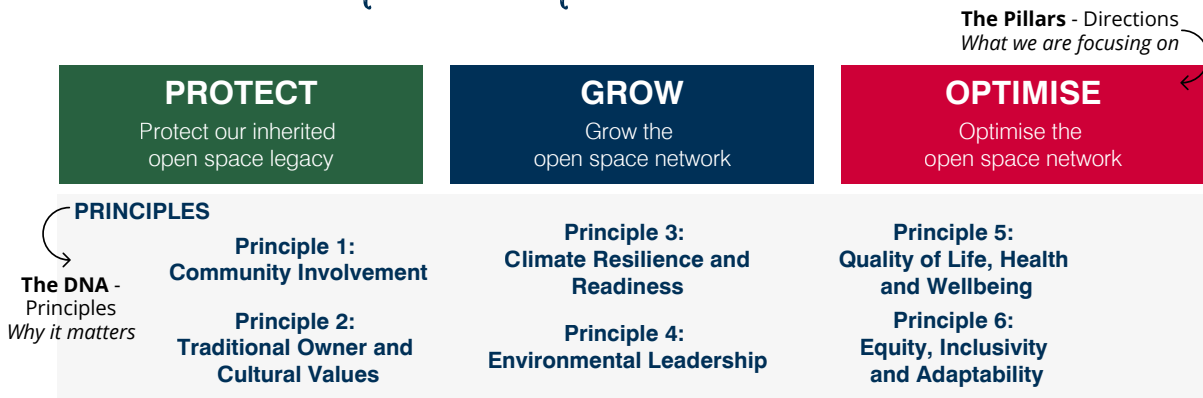 The Pillars - Directions
What we are focusing on
PROTECT
Protect our inherited
open space legacy
GROW
Grow the
open space network
OPTIMISE
Optimise the
open space network
PRINCIPLES
The DNA -
Principles
Why it matters
Principle 1:
Community Involvement
Principle 2:
Traditional Owner and
Cultural Values
Principle 3:
Climate Resilience and
Readiness
Principle 4:
Environmental Leadership
Principle 5:
Quality of Life, Health
and Wellbeing
Principle 6:
Equity, Inclusivity
and Adaptability